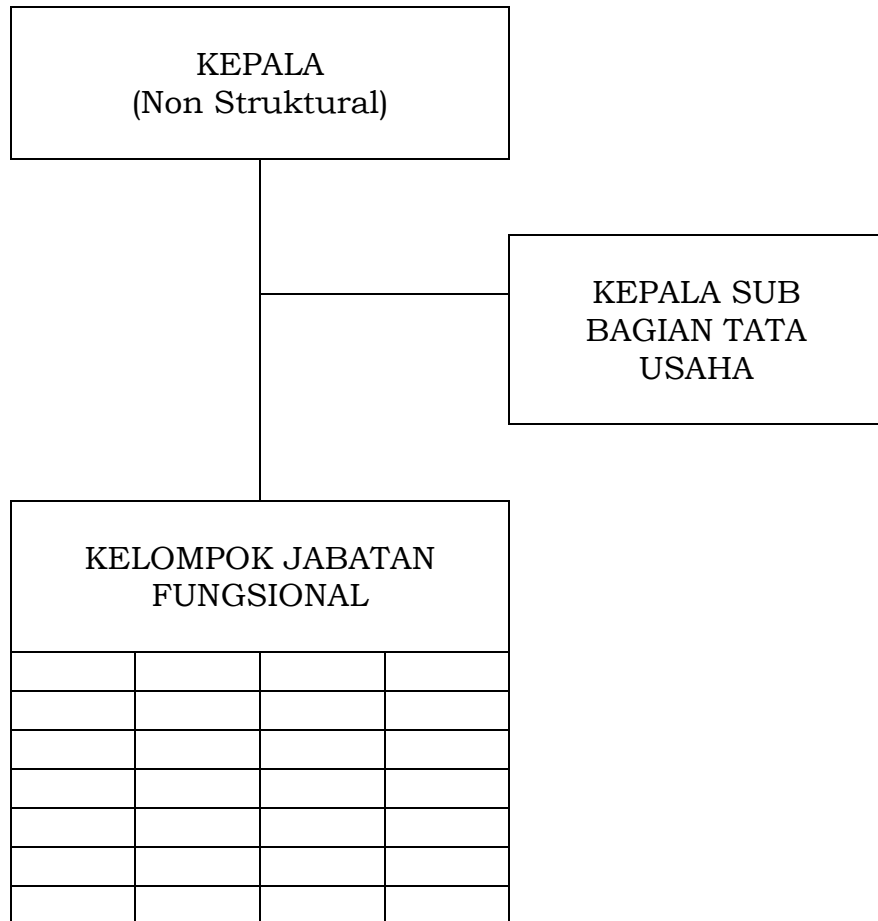 KEPALA
(Non Struktural)
KEPALA SUB
BAGIAN TATA
USAHA
KELOMPOK JABATAN
FUNGSIONAL